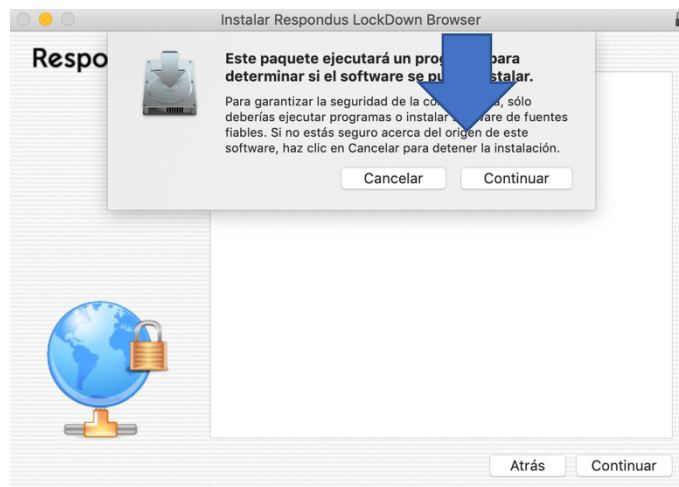 Instalar Respondus LockDown Browser
Respo
Este paquete ejecutará un pro para
determinar si el software se pu stalar.
Para garantizar la seguridad de la co a, sólo
deberías ejecutar programas o instalar s ware de fuentes
fiables. Si no estás seguro acerca del origen de este
software, haz clic en Cancelar para detener la instalación.
Cancelar Continuar
Atrás Continuar